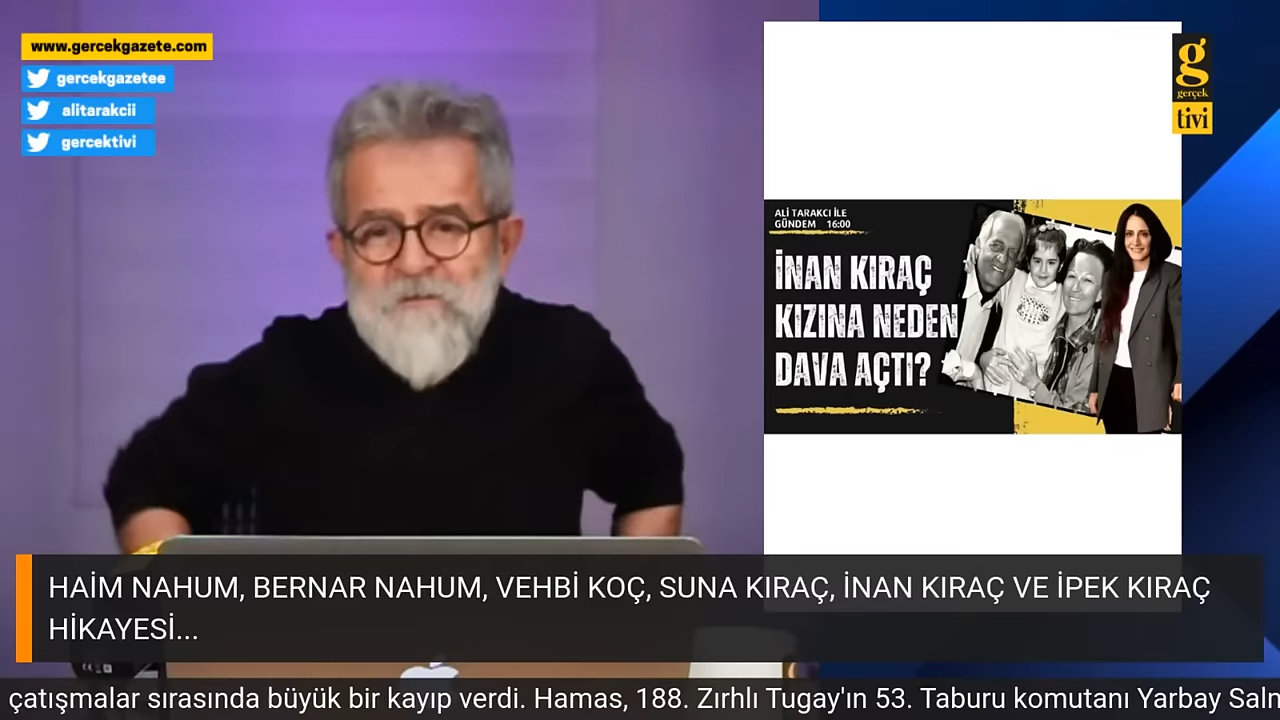 www.gercekgazete.com
gercekgazetee
alitarakcii
gercektivi
g
gerçek
tivi
ALİ TARAKCI İLE
GÜNDEM 16:00
İNAN KIRAÇ
KIZINA NEDEN
DAVA AÇTI?
HAİM NAHUM, BERNAR NAHUM, VEHBİ KOÇ, SUNA KIRAÇ, İNAN KIRAÇ VE İPEK KIRAÇ
HİKAYESİ...
çatışmalar sırasında büyük bir kayıp verdi. Hamas, 188. Zırhlı Tugay'ın 53. Taburu komutanı Yarbay